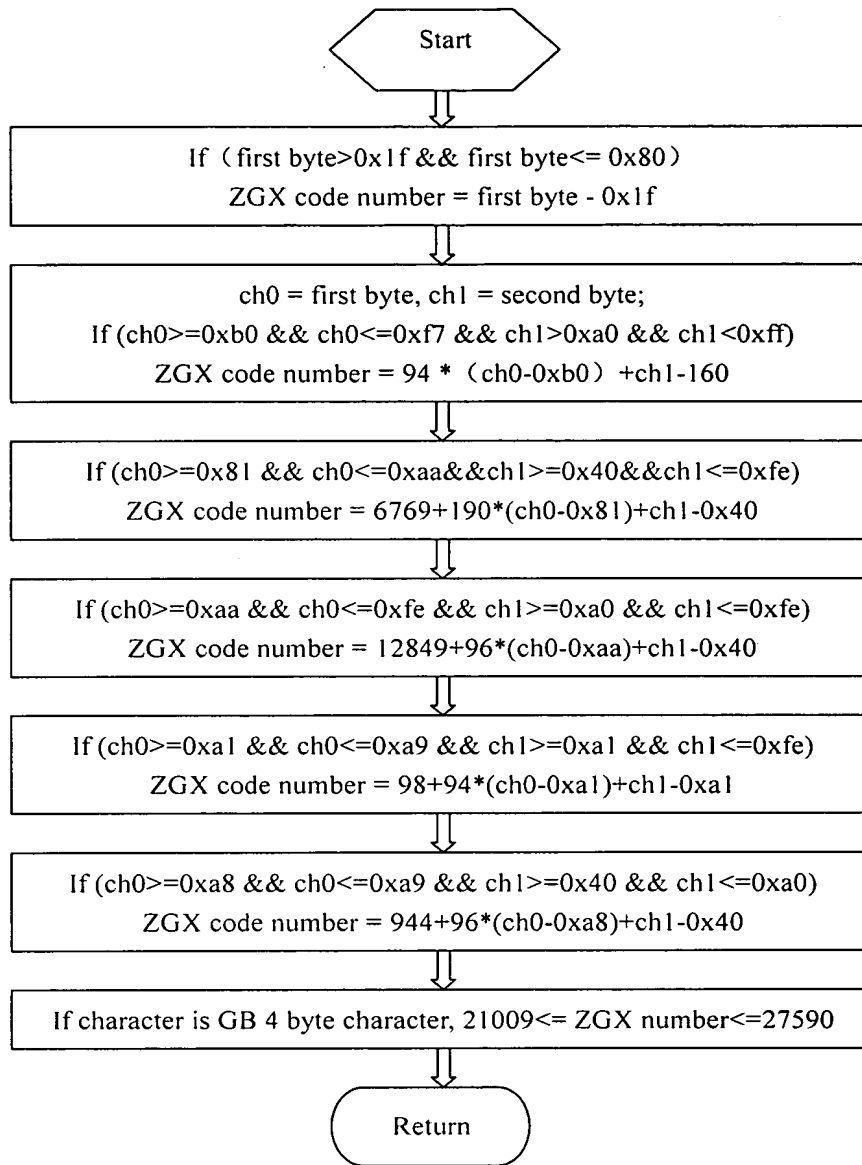 Start
If（first byte>0x1f && first byte<= 0x80）
ZGX code number = first byte - 0x1f
ch0 = first byte, ch1 = second byte;
If (ch0>=0xb0 && ch0<=0xf7 && ch1>0xa0 && ch1<0xff)
ZGX code number = 94 *（ch0-0xb0）+ch1-160
If (ch0>=0x81 && ch0<=0xaa&&ch1>=0x40&&ch1<=0xfe)
ZGX code number = 6769+190*(ch0-0x81)+ch1-0x40
If (ch0>=0xaa && ch0<=0xfe && ch1>=0xa0 && ch1<=0xfe)
ZGX code number = 12849+96*(ch0-0xaa)+ch1-0x40
If (ch0>=0xa1 && ch0<=0xa9 && ch1>=0xa1 && ch1<=0xfe)
ZGX code number = 98+94*(ch0-0xa1)+ch1-0xa1
If (ch0>=0xa8 && ch0<=0xa9 && ch1>=0x40 && ch1<=0xa0)
ZGX code number = 944+96*(ch0-0xa8)+ch1-0x40
If character is GB 4 byte character, 21009<= ZGX number<=27590
Return